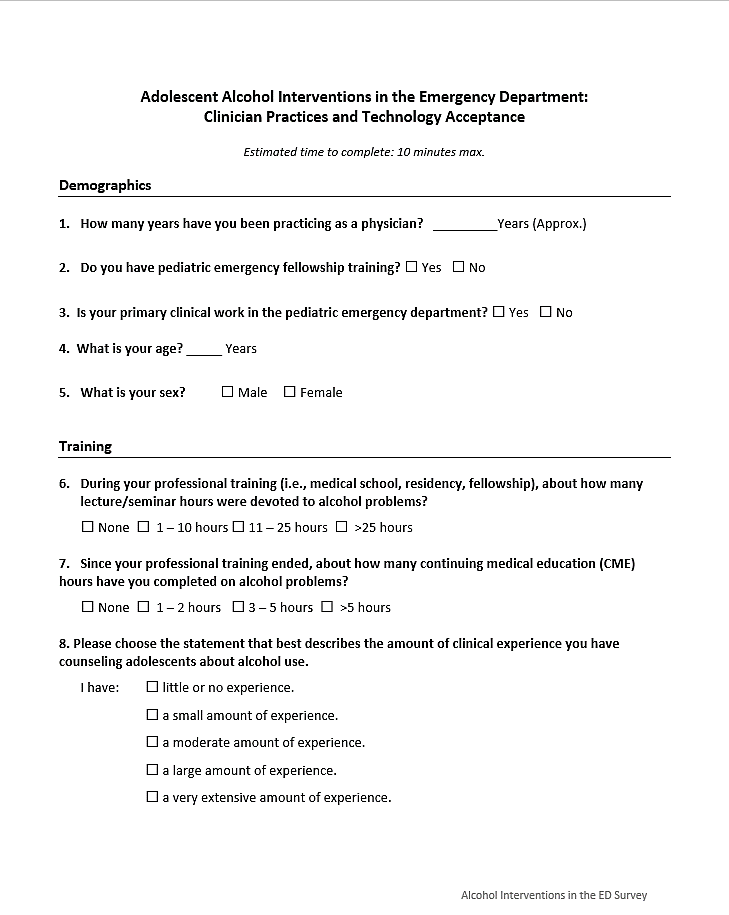 Adolescent Alcohol Interventions in the Emergency Department:
Clinician Practices and Technology Acceptance
Estimated time to complete: 10 minutes max.
Demographics
1. How many years have you been practicing as a physician? _________Years (Approx.)
2. Do you have pediatric emergency fellowship training? ☐ Yes ☐ No
3. Is your primary clinical work in the pediatric emergency department? ☐ Yes ☐ No
4. What is your age? _____ Years
5. What is your sex? ☐ Male ☐ Female
Training
6. During your professional training (i.e., medical school, residency, fellowship), about how many
lecture/seminar hours were devoted to alcohol problems?
☐ None ☐ 1 – 10 hours ☐ 11 – 25 hours ☐ >25 hours
7. Since your professional training ended, about how many continuing medical education (CME)
hours have you completed on alcohol problems?
☐ None ☐ 1 – 2 hours ☐ 3 – 5 hours ☐ >5 hours
8. Please choose the statement that best describes the amount of clinical experience you have
counseling adolescents about alcohol use.
I have: ☐ little or no experience.
☐ a small amount of experience.
☐ a moderate amount of experience.
☐ a large amount of experience.
☐ a very extensive amount of experience.
Alcohol Interventions in the ED Survey